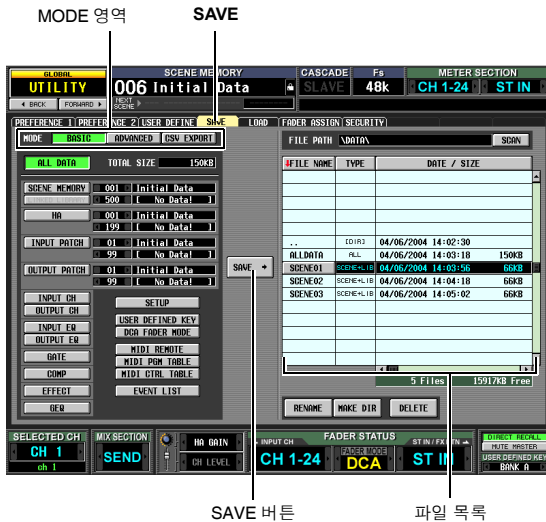 MODE 영역 SAVE
GLOBAL SCENE MEMORY CASCADE Fs METER SECTION
UTILITY 006 Initial Data SLAVE 48k CH 1-24 ST IN
BACK FORWARD NEXT SCENE
PREFERENCE 1 PREFERENCE 2 USER DEFINE SAVE LOAD FADER ASSIGN SECURITY
MODE BASIC ADVANCED CSV EXPORT FILE PATH \DATA\ SCAN
ALL DATA TOTAL SIZE 150KB FILE NAME TYPE DATE / SIZE
SCENE MEMORY 001 Initial Data
500 [ No Data! ]
HA 001 Initial Data
199 [ No Data! ]
INPUT PATCH 01 Initial Data
99 [ No Data! ]
OUTPUT PATCH 01 Initial Data
99 [ No Data! ]
SAVE
.. [DIR] 04/06/2004 14:02:30
ALLDATA ALL 04/06/2004 14:03:18 150KB
SCENE01 SCENE+LIB 04/06/2004 14:03:56 66KB
SCENE02 SCENE+LIB 04/06/2004 14:04:18 66KB
SCENE03 SCENE+LIB 04/06/2004 14:05:02 66KB
INPUT CH
OUTPUT CH
INPUT EQ
OUTPUT EQ
GATE
COMP
EFFECT
GEQ
SETUP
USER DEFINED KEY
DCA FADER MODE
MIDI REMOTE
MIDI PGM TABLE
MIDI CTRL TABLE
EVENT LIST
5 Files 15917KB Free
RENAME MAKE DIR DELETE
SELECTED CH MIX SECTION HA GAIN INPUT CH FADER STATUS ST IN / FX RTN DIRECT RECALL
CH 1 SEND CH LEVEL CH 1-24 FADER MODE DCA ST IN MUTE MASTER
ch 1 USER DEFINED KEY
BANK A
SAVE 버튼 파일 목록